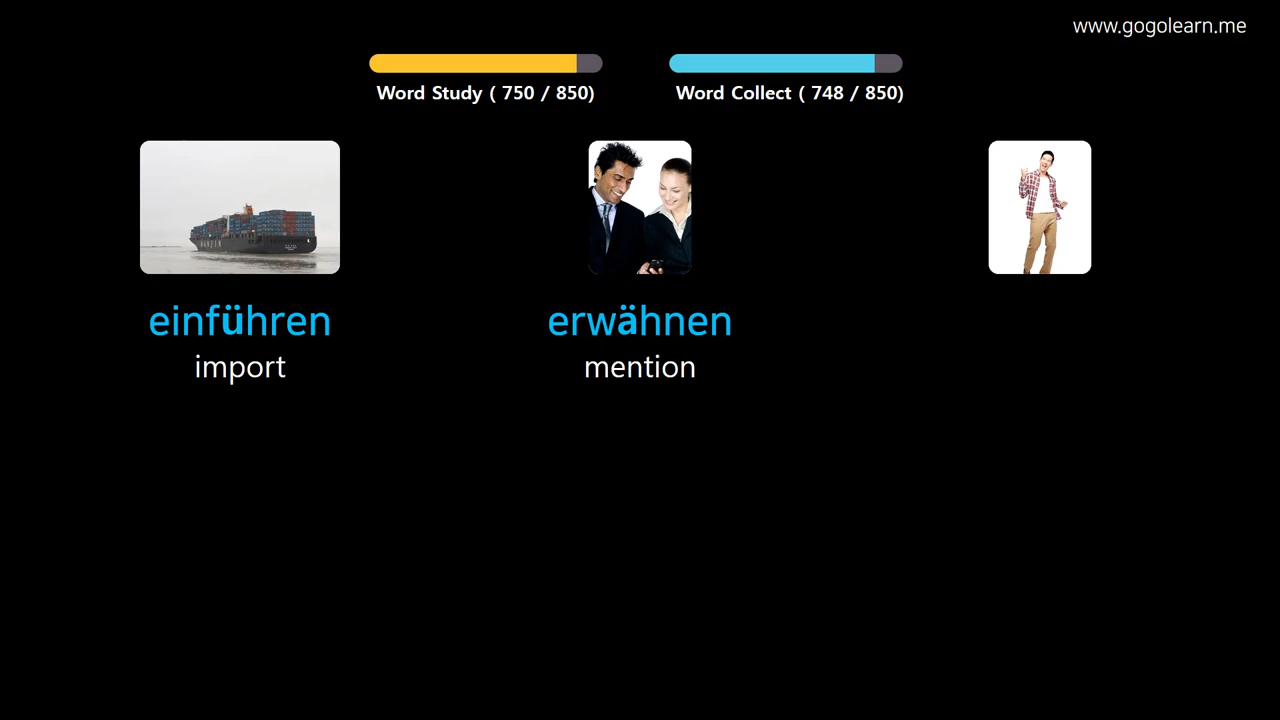 www.gogolearn.me
Word Study ( 750 / 850)
Word Collect ( 748 / 850)
einführen
import
erwähnen
mention